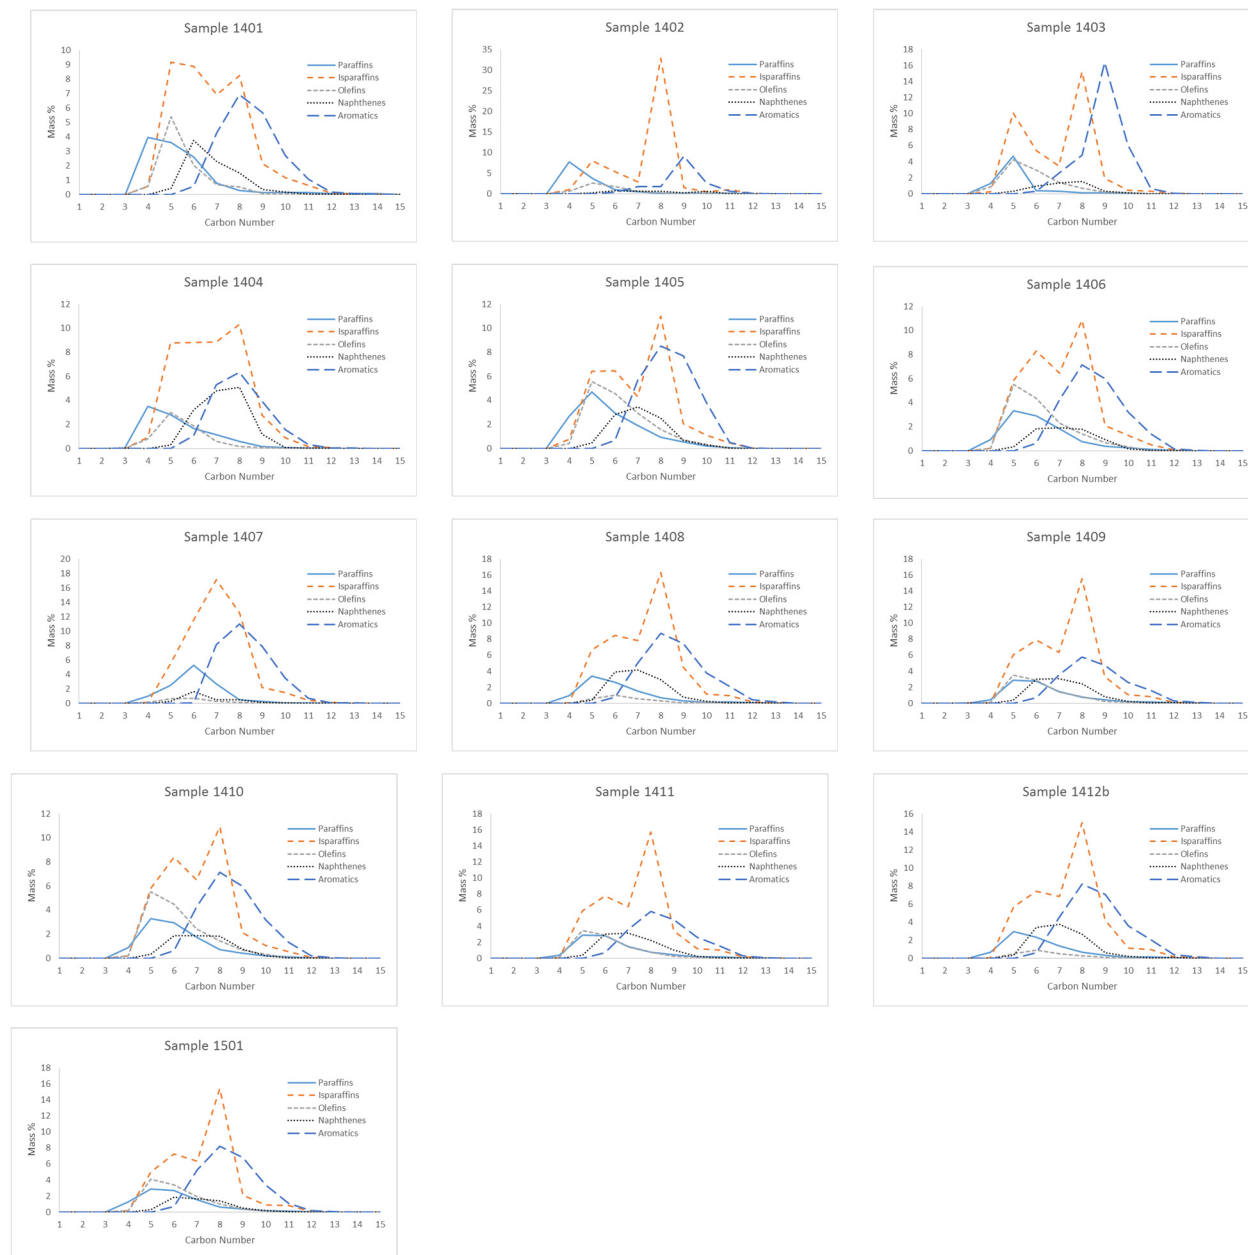 Sample 1401
10
9
8
7
6
5
4
3
2
1
0
Mass %
Paraffins
Isparaffins
Olefins
Naphthenes
Aromatics
1 2 3 4 5 6 7 8 9 10 11 12 13 14 15
Carbon Number
Sample 1402
35
30
25
20
15
10
5
0
Mass %
Paraffins
Isparaffins
Olefins
Naphthenes
Aromatics
1 2 3 4 5 6 7 8 9 10 11 12 13 14 15
Carbon Number
Sample 1403
18
16
14
12
10
8
6
4
2
0
Mass %
Paraffins
Isparaffins
Olefins
Naphthenes
Aromatics
1 2 3 4 5 6 7 8 9 10 11 12 13 14 15
Carbon Number
Sample 1404
12
10
8
6
4
2
0
Mass %
Paraffins
Isparaffins
Olefins
Naphthenes
Aromatics
1 2 3 4 5 6 7 8 9 10 11 12 13 14 15
Carbon Number
Sample 1405
12
10
8
6
4
2
0
Mass %
Paraffins
Isparaffins
Olefins
Naphthenes
Aromatics
1 2 3 4 5 6 7 8 9 10 11 12 13 14 15
Carbon Number
Sample 1406
12
10
8
6
4
2
0
Mass %
Paraffins
Isparaffins
Olefins
Naphthenes
Aromatics
1 2 3 4 5 6 7 8 9 10 11 12 13 14 15
Carbon Number
Sample 1407
20
18
16
14
12
10
8
6
4
2
0
Mass %
Paraffins
Isparaffins
Olefins
Naphthenes
Aromatics
1 2 3 4 5 6 7 8 9 10 11 12 13 14 15
Carbon Number
Sample 1408
18
16
14
12
10
8
6
4
2
0
Mass %
Paraffins
Isparaffins
Olefins
Naphthenes
Aromatics
1 2 3 4 5 6 7 8 9 10 11 12 13 14 15
Carbon Number
Sample 1409
18
16
14
12
10
8
6
4
2
0
Mass %
Paraffins
Isparaffins
Olefins
Naphthenes
Aromatics
1 2 3 4 5 6 7 8 9 10 11 12 13 14 15
Carbon Number
Sample 1410
12
10
8
6
4
2
0
Mass %
Paraffins
Isparaffins
Olefins
Naphthenes
Aromatics
1 2 3 4 5 6 7 8 9 10 11 12 13 14 15
Carbon Number
Sample 1411
18
16
14
12
10
8
6
4
2
0
Mass %
Paraffins
Isparaffins
Olefins
Naphthenes
Aromatics
1 2 3 4 5 6 7 8 9 10 11 12 13 14 15
Carbon Number
Sample 1412b
16
14
12
10
8
6
4
2
0
Mass %
Paraffins
Isparaffins
Olefins
Naphthenes
Aromatics
1 2 3 4 5 6 7 8 9 10 11 12 13 14 15
Carbon Number
Sample 1501
18
16
14
12
10
8
6
4
2
0
Mass %
Paraffins
Isparaffins
Olefins
Naphthenes
Aromatics
1 2 3 4 5 6 7 8 9 10 11 12 13 14 15
Carbon Number